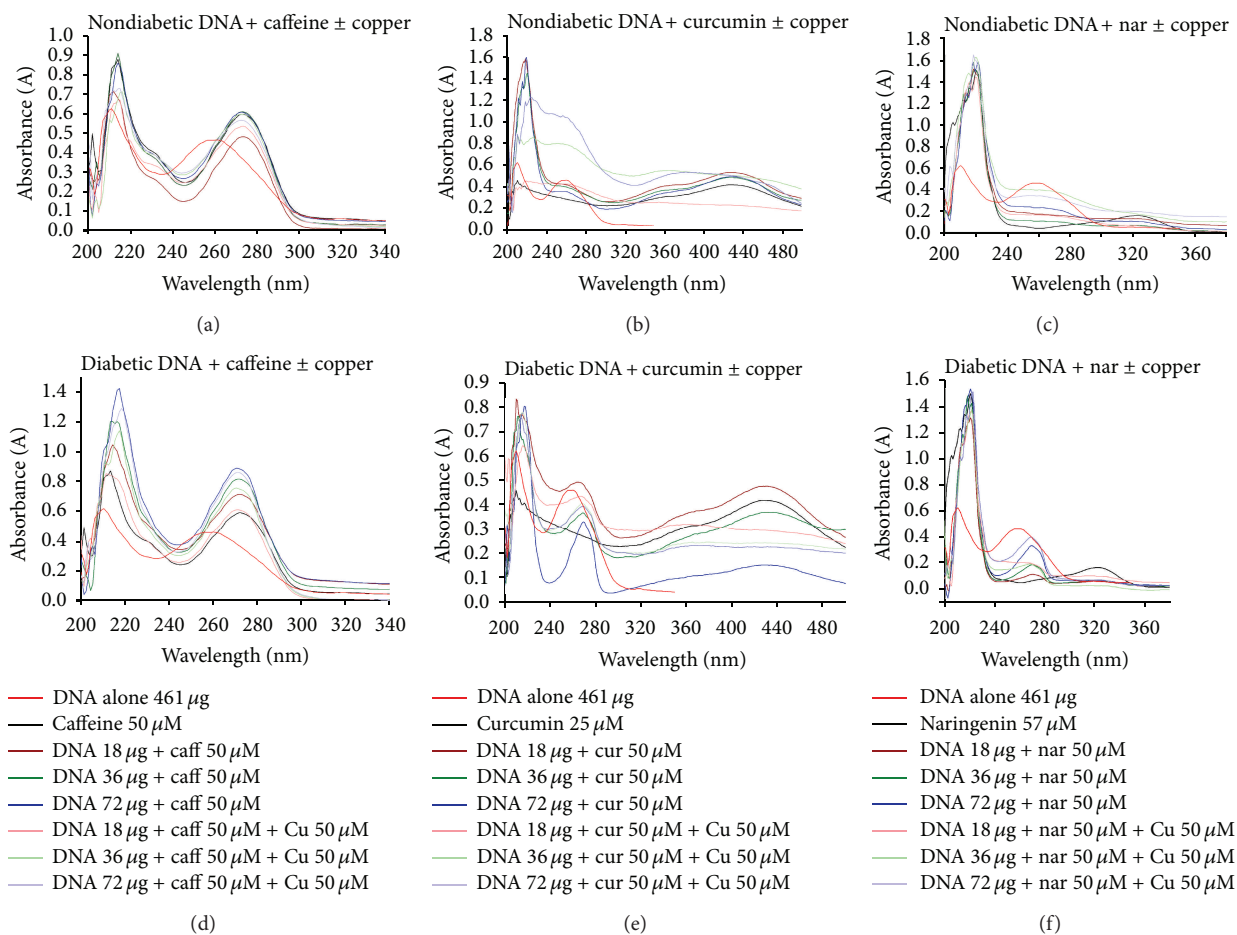 Nondiabetic DNA + caffeine ± copper
Absorbance (A)
1.0
0.9
0.8
0.7
0.6
0.5
0.4
0.3
0.2
0.1
0.0
200 220 240 260 280 300 320 340
Wavelength (nm)
(a)
Nondiabetic DNA + curcumin ± copper
Absorbance (A)
1.8
1.6
1.4
1.2
1.0
0.8
0.6
0.4
0.2
0.0
200 240 280 320 360 400 440 480
Wavelength (nm)
(b)
Nondiabetic DNA + nar ± copper
Absorbance (A)
1.8
1.6
1.4
1.2
1.0
0.8
0.6
0.4
0.2
0.0
200 240 280 320 360
Wavelength (nm)
(c)
Diabetic DNA + caffeine ± copper
Absorbance (A)
1.4
1.2
1.0
0.8
0.6
0.4
0.2
0.0
200 220 240 260 280 300 320 340
Wavelength (nm)
DNA alone 461 μg
Caffeine 50 μM
DNA 18 μg + caff 50 μM
DNA 36 μg + caff 50 μM
DNA 72 μg + caff 50 μM
DNA 18 μg + caff 50 μM + Cu 50 μM
DNA 36 μg + caff 50 μM + Cu 50 μM
DNA 72 μg + caff 50 μM + Cu 50 μM
(d)
Diabetic DNA + curcumin ± copper
Absorbance (A)
0.9
0.8
0.7
0.6
0.5
0.4
0.3
0.2
0.1
0.0
200 240 280 320 360 400 440 480
Wavelength (nm)
DNA alone 461 μg
Curcumin 25 μM
DNA 18 μg + cur 50 μM
DNA 36 μg + cur 50 μM
DNA 72 μg + cur 50 μM
DNA 18 μg + cur 50 μM + Cu 50 μM
DNA 36 μg + cur 50 μM + Cu 50 μM
DNA 72 μg + cur 50 μM + Cu 50 μM
(e)
Diabetic DNA + nar ± copper
Absorbance (A)
1.6
1.4
1.2
1.0
0.8
0.6
0.4
0.2
0.0
200 240 280 320 360
Wavelength (nm)
DNA alone 461 μg
Naringenin 57 μM
DNA 18 μg + nar 50 μM
DNA 36 μg + nar 50 μM
DNA 72 μg + nar 50 μM
DNA 18 μg + nar 50 μM + Cu 50 μM
DNA 36 μg + nar 50 μM + Cu 50 μM
DNA 72 μg + nar 50 μM + Cu 50 μM
(f)